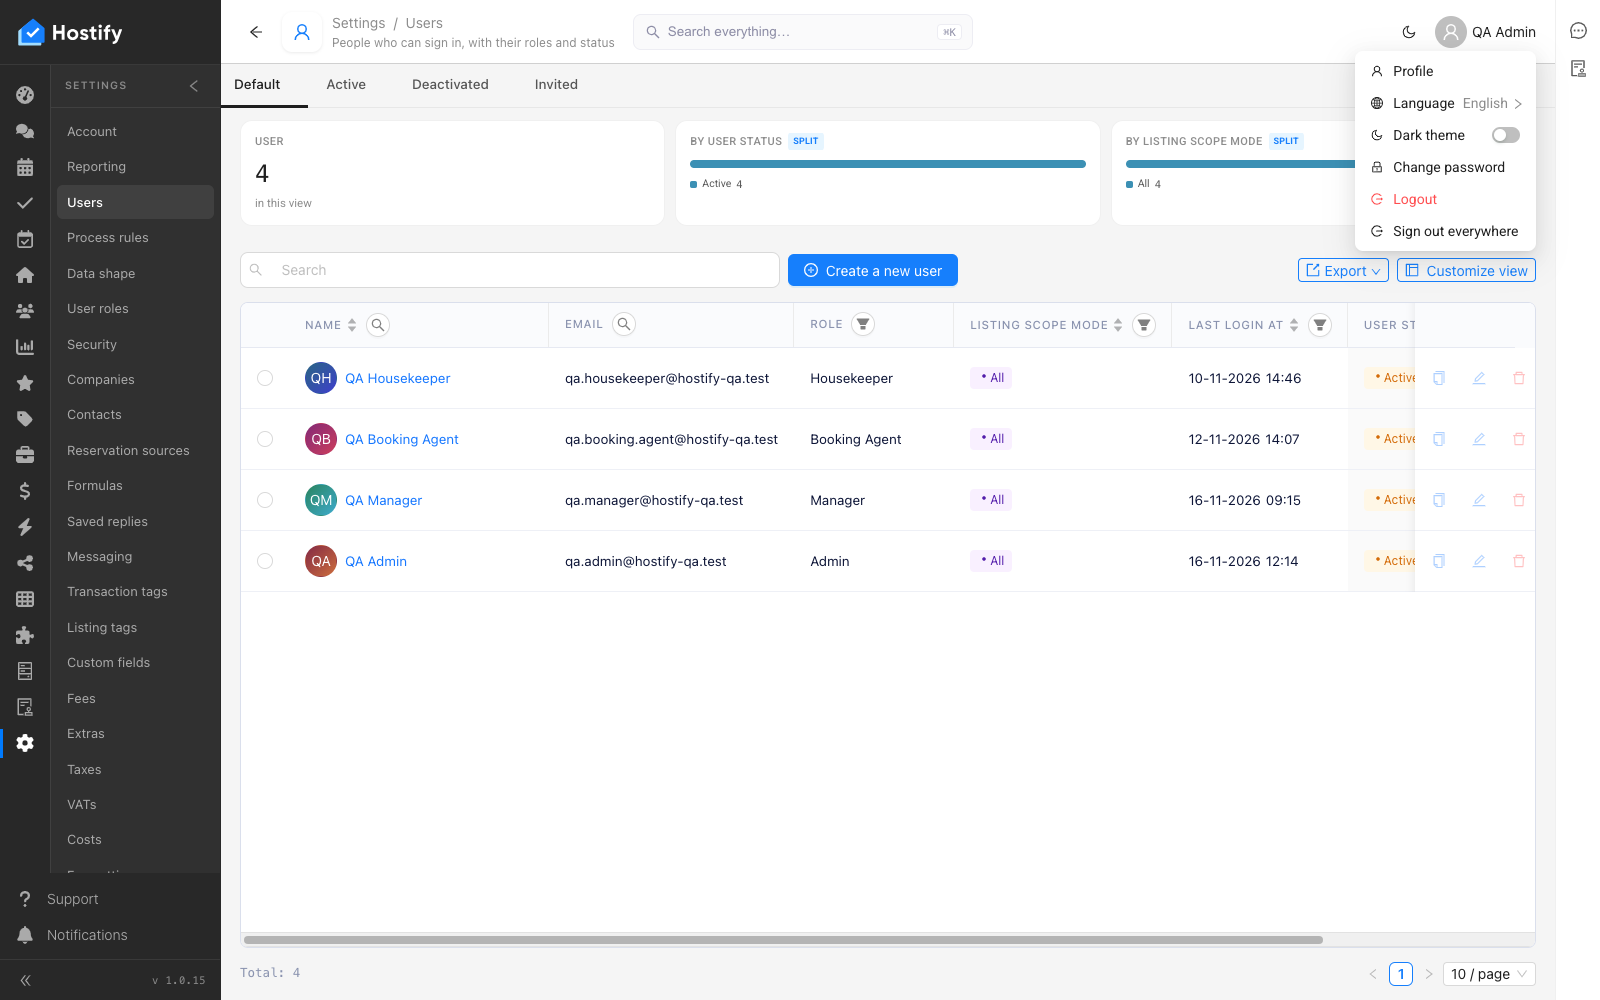 Hostify
Settings / Users
People who can sign in, with their roles and status
Search everything...
⌘K
QA Admin
Profile
Language English
Dark theme
Change password
Logout
Sign out everywhere
SETTINGS
Account
Reporting
Users
Process rules
Data shape
User roles
Security
Companies
Contacts
Reservation sources
Formulas
Saved replies
Messaging
Transaction tags
Listing tags
Custom fields
Fees
Extras
Taxes
VATs
Costs
Support
Notifications
v 1.0.15
Default Active Deactivated Invited
USER
4
in this view
BY USER STATUS SPLIT
Active 4
BY LISTING SCOPE MODE SPLIT
All 4
Search
Create a new user
Export
Customize view
NAME EMAIL ROLE LISTING SCOPE MODE LAST LOGIN AT USER ST
QH QA Housekeeper qa.housekeeper@hostify-qa.test Housekeeper All 10-11-2026 14:46 Active
QB QA Booking Agent qa.booking.agent@hostify-qa.test Booking Agent All 12-11-2026 14:07 Active
QM QA Manager qa.manager@hostify-qa.test Manager All 16-11-2026 09:15 Active
QA QA Admin qa.admin@hostify-qa.test Admin All 16-11-2026 12:14 Active
Total: 4
1
10 / page